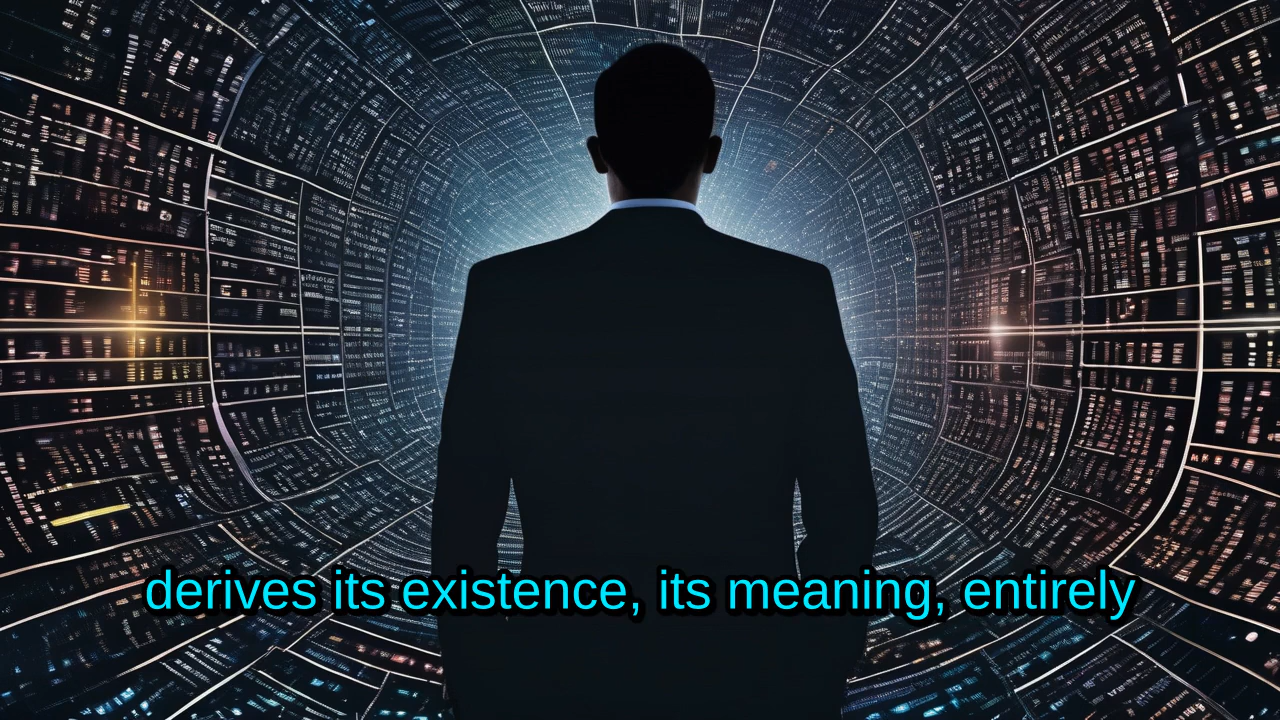 derives its existence, its meaning, entirely